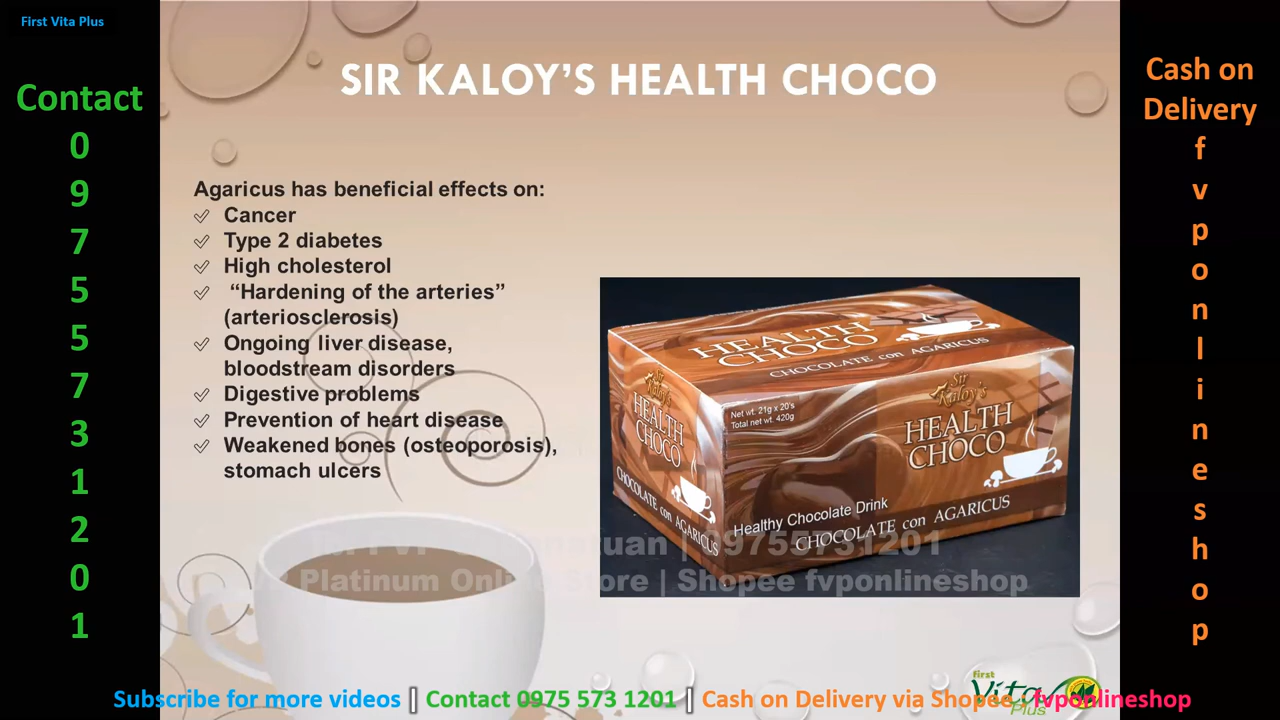 First Vita Plus
SIR KALOY'S HEALTH CHOCO
Contact
0
9
7
5
5
7
3
1
2
0
1
Cash on
Delivery
f
v
p
o
n
l
i
n
e
s
h
o
p
Agaricus has beneficial effects on:
Cancer
Type 2 diabetes
High cholesterol
“Hardening of the arteries”
(arteriosclerosis)
Ongoing liver disease,
bloodstream disorders
Digestive problems
Prevention of heart disease
Weakened bones (osteoporosis),
stomach ulcers
HEALTH
CHOCO
CHOCOLATE con AGARICUS
Sir
Kaloy's
HEALTH
CHOCO
CHOCOLATE con AGARICUS
Net wt. 21g x 20's
Total net wt. 420g
Sir
Kaloy's
HEALTH
CHOCO
Healthy Chocolate Drink
CHOCOLATE con AGARICUS
| 09755731201
Platinum Online Store | Shopee fvponlineshop
first
Vita
Plus
Subscribe for more videos | Contact 0975 573 1201 | Cash on Delivery via Shopee : fvponlineshop